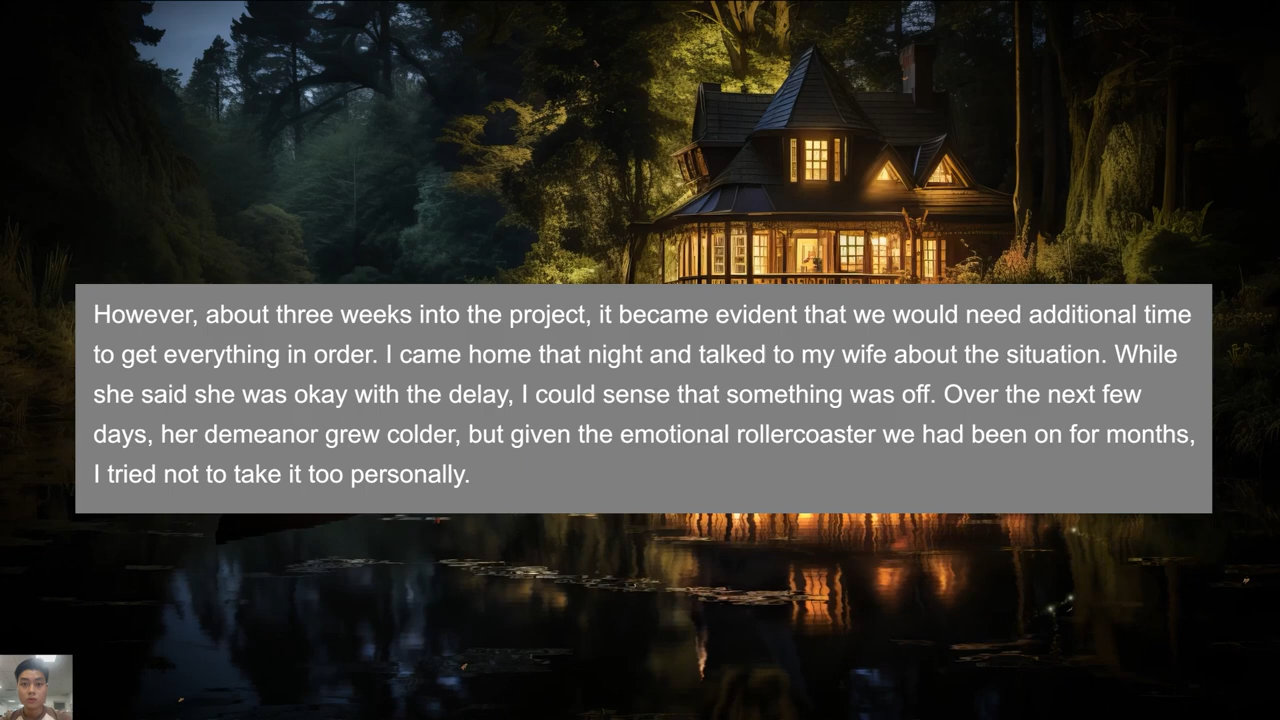 However, about three weeks into the project, it became evident that we would need additional time
to get everything in order. I came home that night and talked to my wife about the situation. While
she said she was okay with the delay, I could sense that something was off. Over the next few
days, her demeanor grew colder, but given the emotional rollercoaster we had been on for months,
I tried not to take it too personally.